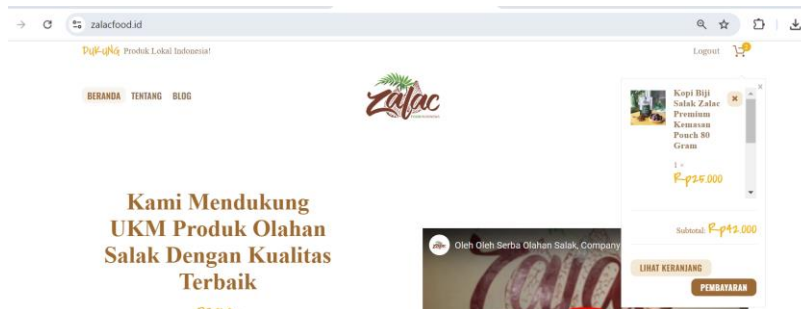 zalacfood.id
DUKUNG Produk Lokal Indonesia!
Logout
2
BERANDA TENTANG BLOG
Zalac
Kopi Biji
Salak Zalac
Premium
Kemasan
Pouch 80
Gram
1 ×
Rp25.000
Subtotal: Rp42.000
LIHAT KERANJANG
PEMBAYARAN
Kami Mendukung
UKM Produk Olahan
Salak Dengan Kualitas
Terbaik
Oleh Oleh Serba Olahan Salak, Company